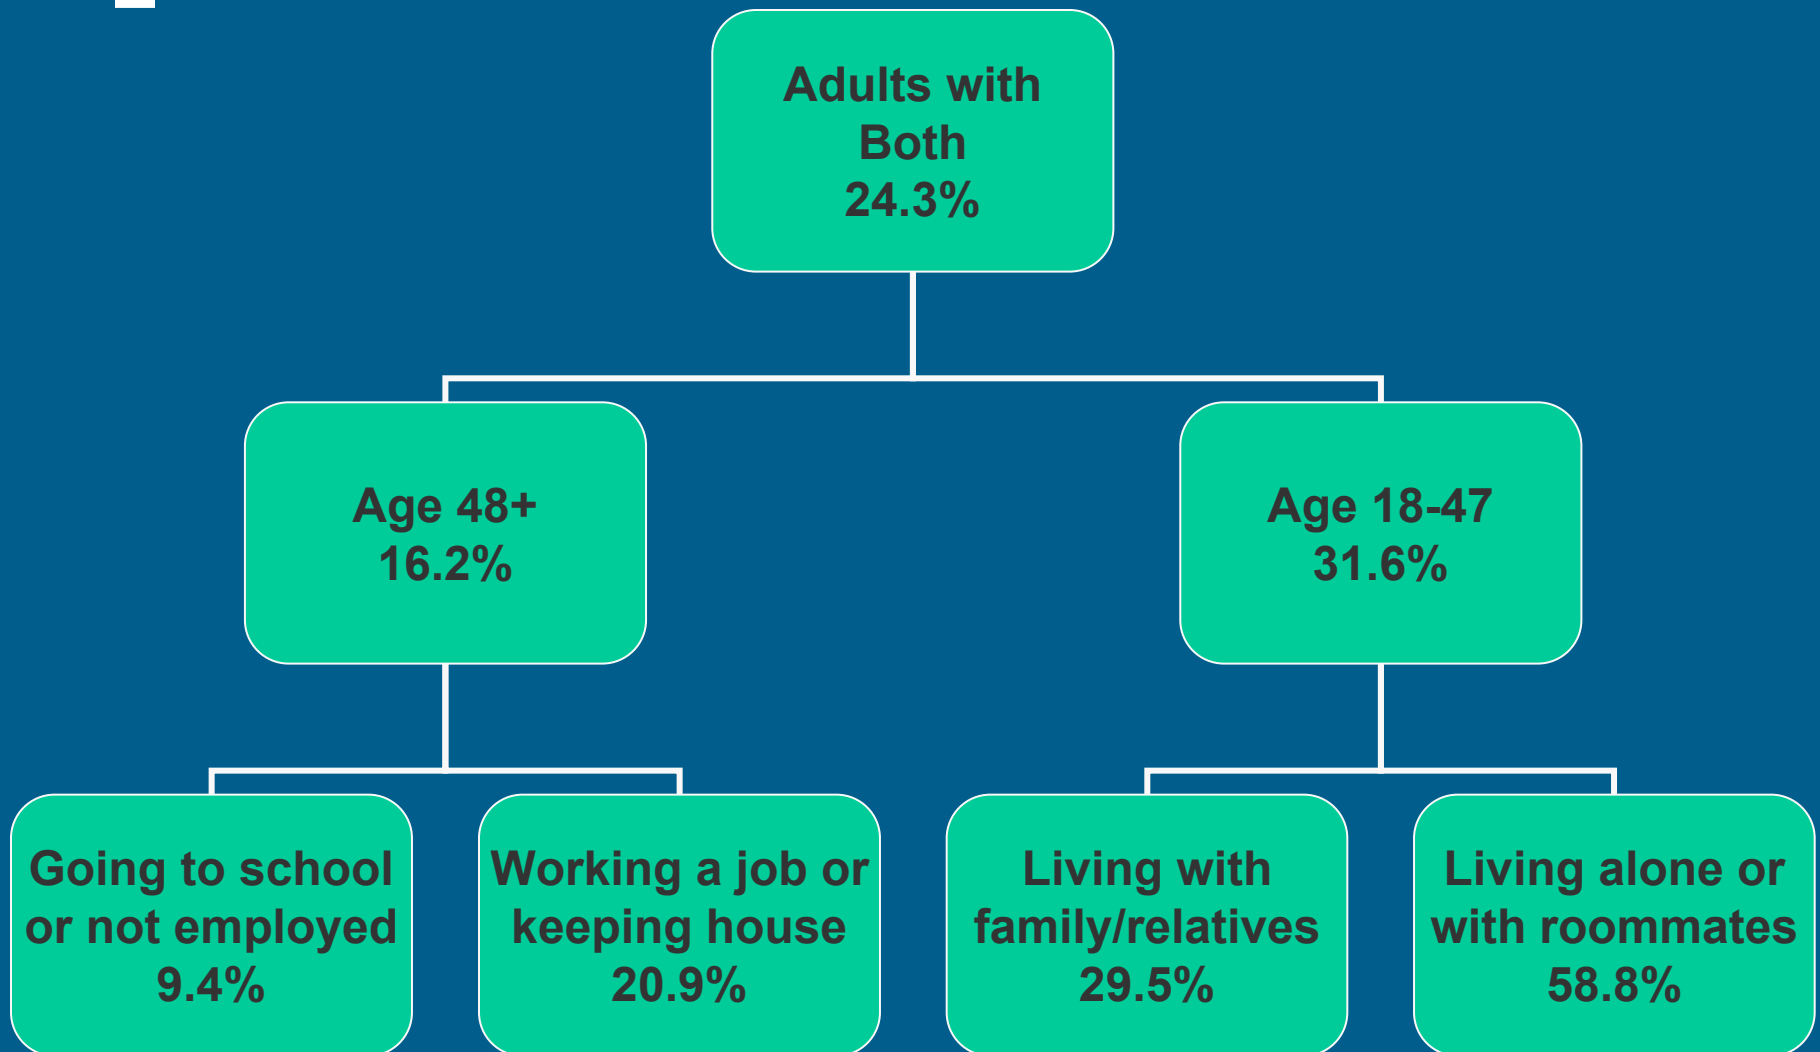 Adults with
Both
24.3%
Age 48+
16.2%
Age 18-47
31.6%
Going to school
or not employed
9.4%
Working a job or
keeping house
20.9%
Living with
family/relatives
29.5%
Living alone or
with roommates
58.8%